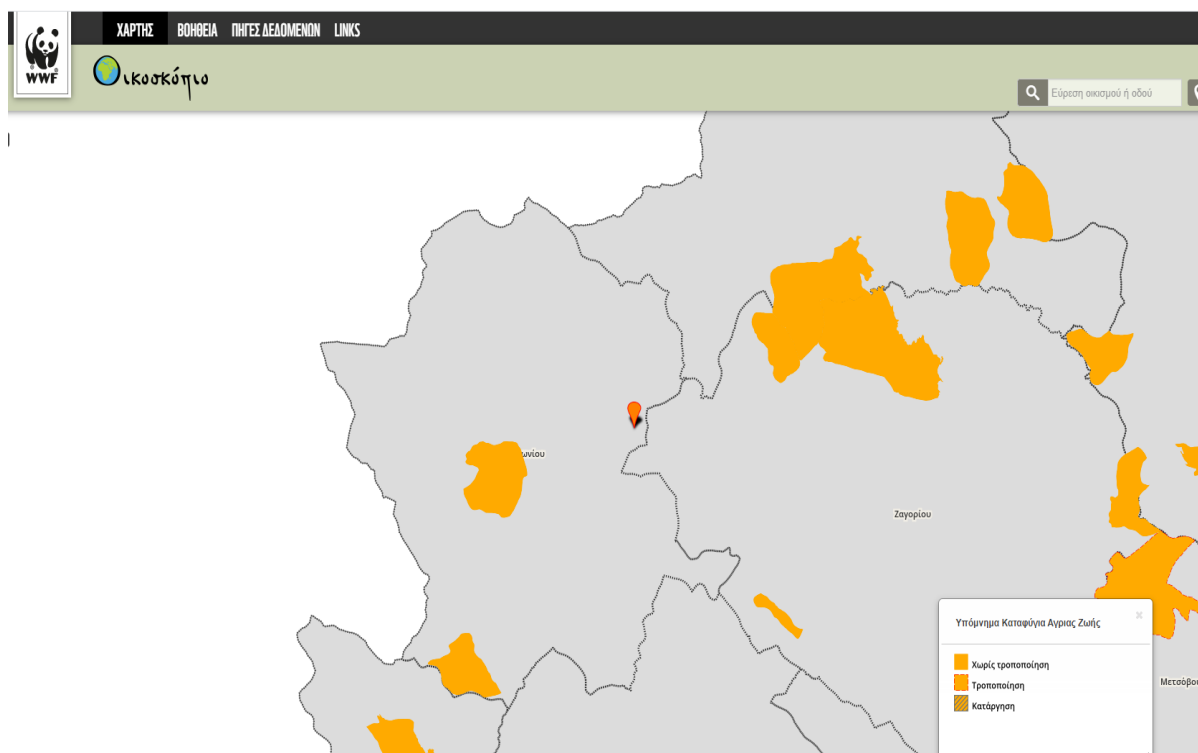 ΧΑΡΤΗΣ ΒΟΗΘΕΙΑ ΠΗΓΕΣ ΔΕΔΟΜΕΝΩΝ LINKS
WWF
Οικοσκόπιο
Εύρεση οικισμού ή οδού
ωνίου
Ζαγορίου
Υπόμνημα Καταφύγια Αγριας Ζωής
Χωρίς τροποποίηση
Τροποποίηση
Κατάργηση
Μετσόβου